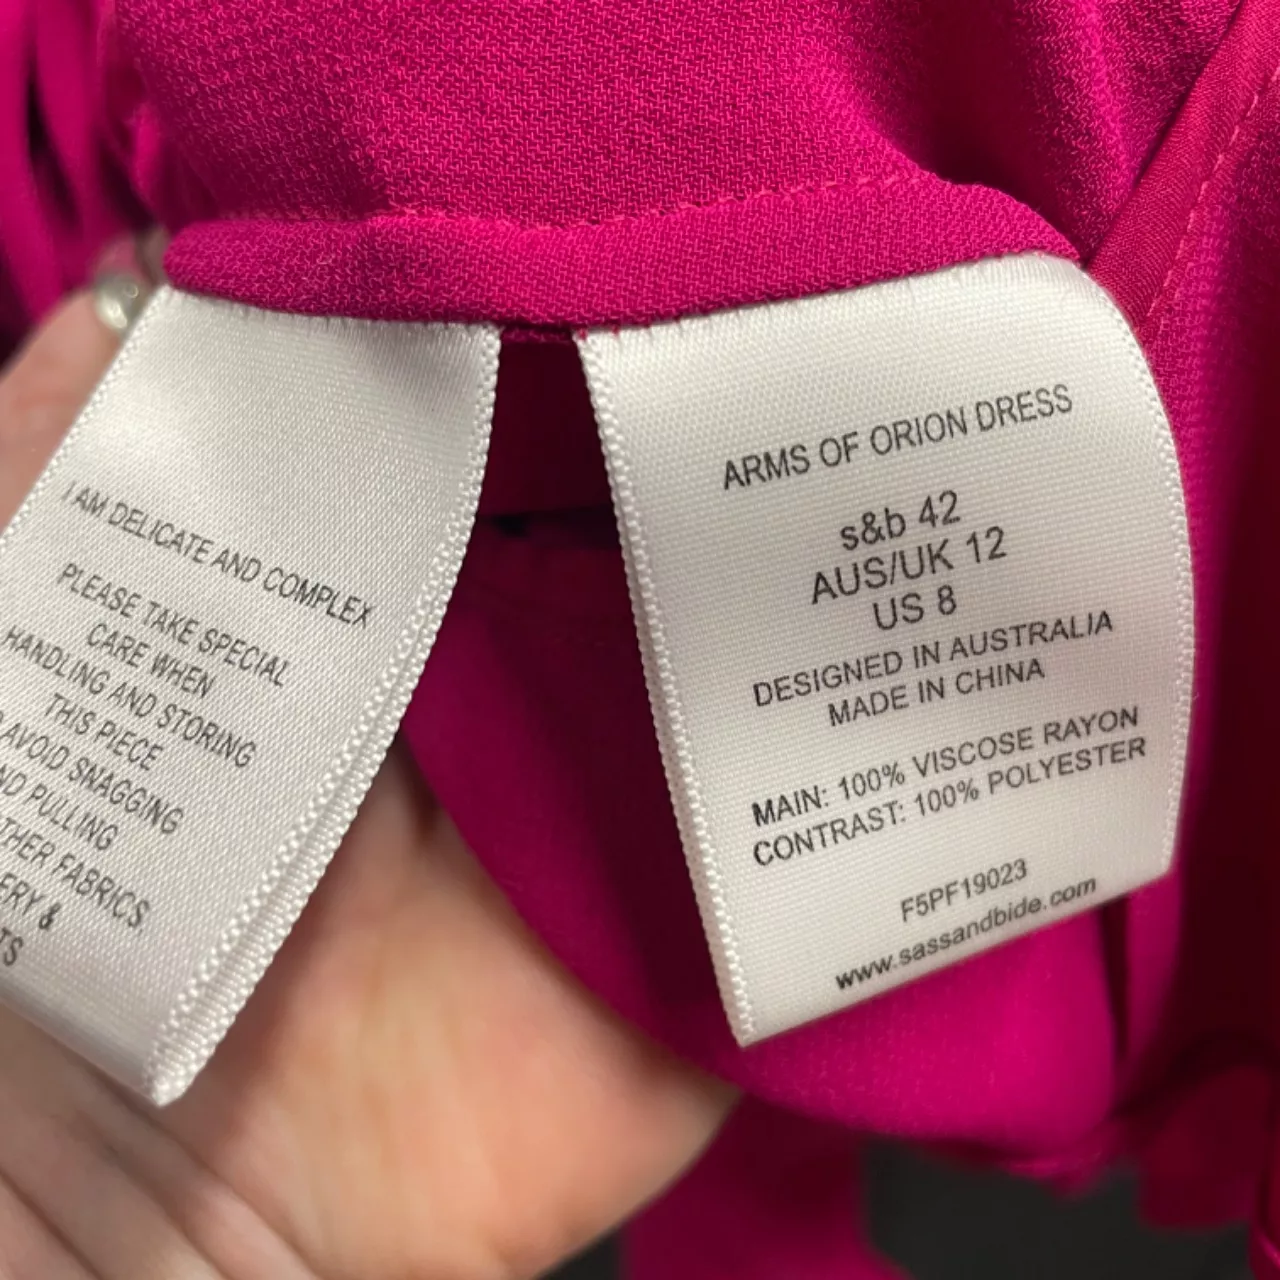 I AM DELICATE AND COMPLEX
PLEASE TAKE SPECIAL
CARE WHEN
HANDLING AND STORING
THIS PIECE
AVOID SNAGGING
PULLING
FABRICS
&
ARMS OF ORION DRESS
s&b 42
AUS/UK 12
US 8
DESIGNED IN AUSTRALIA
MADE IN CHINA
MAIN: 100% VISCOSE RAYON
CONTRAST: 100% POLYESTER
F5PF19023
www.sassandbide.com